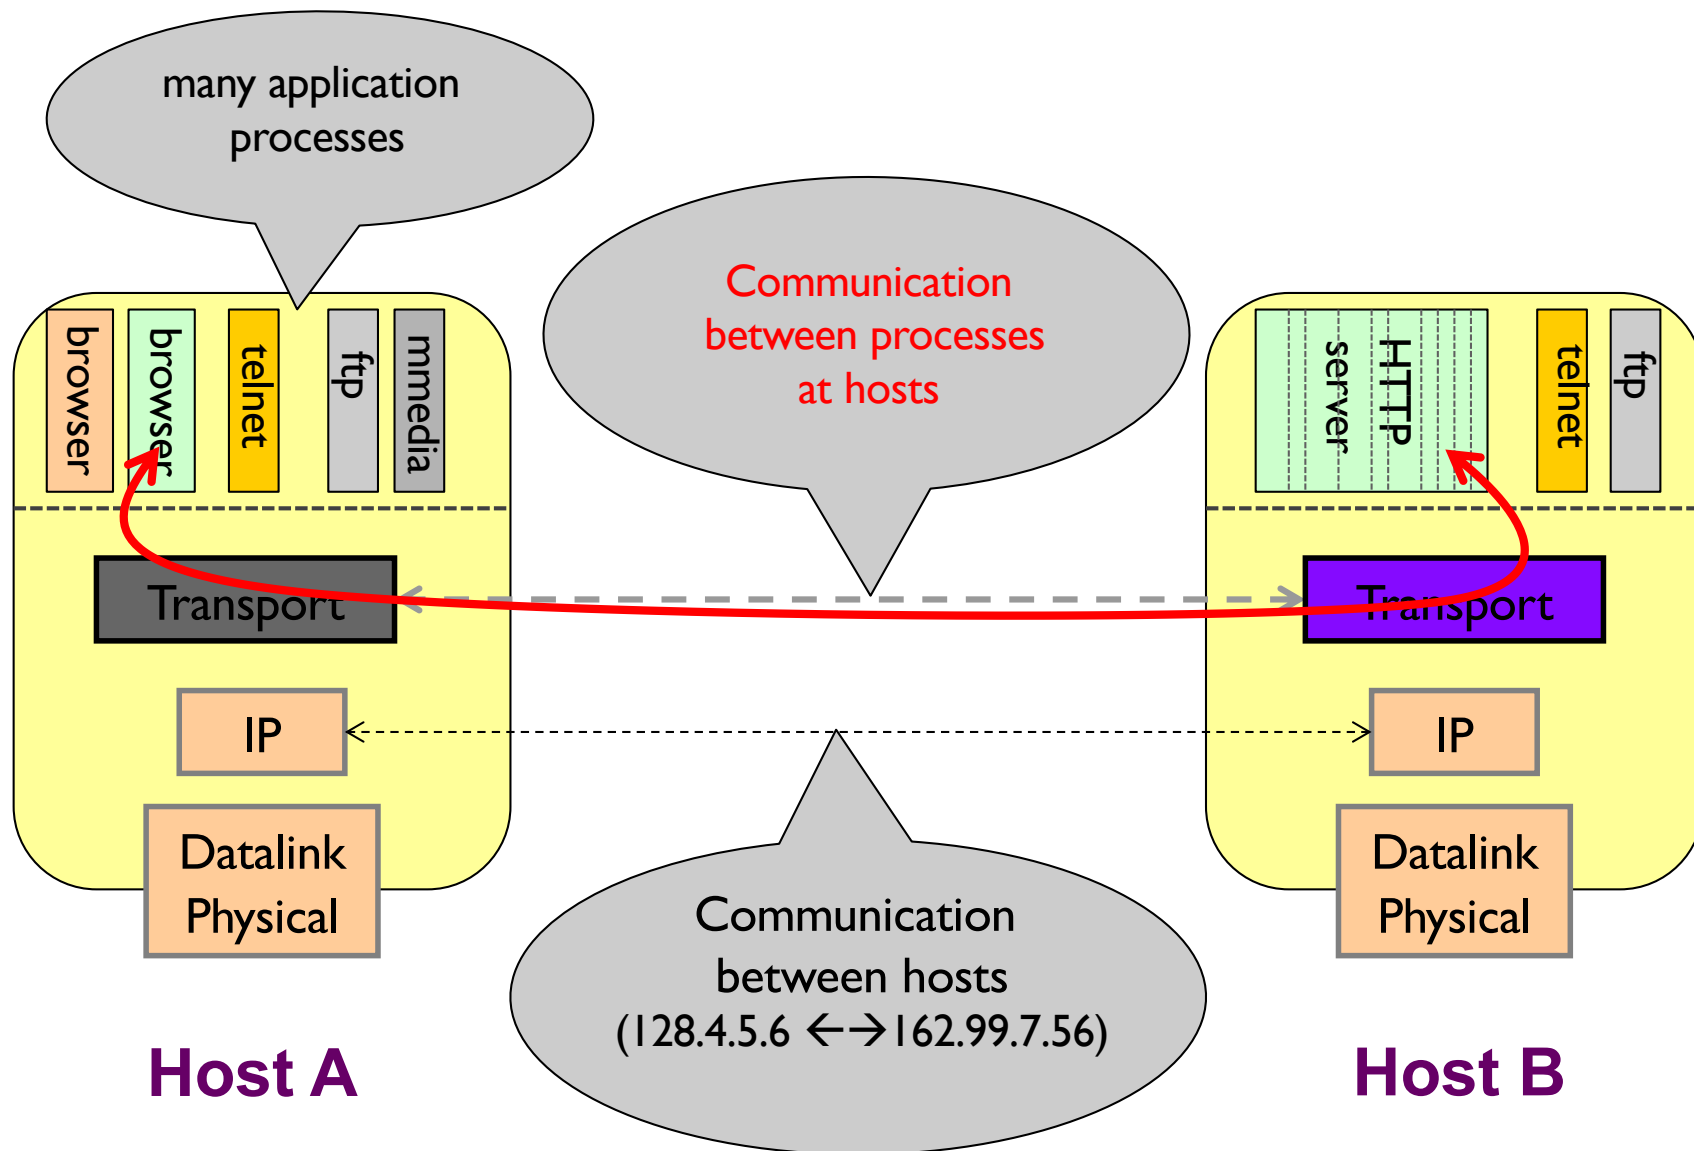 many application
processes
Communication
between processes
at hosts
browser
browser
telnet
ftp
mmedia
HTTP
server
telnet
ftp
Transport
Transport
IP
IP
Datalink
Physical
Datalink
Physical
Communication
between hosts
(128.4.5.6 ←→162.99.7.56)
Host A
Host B